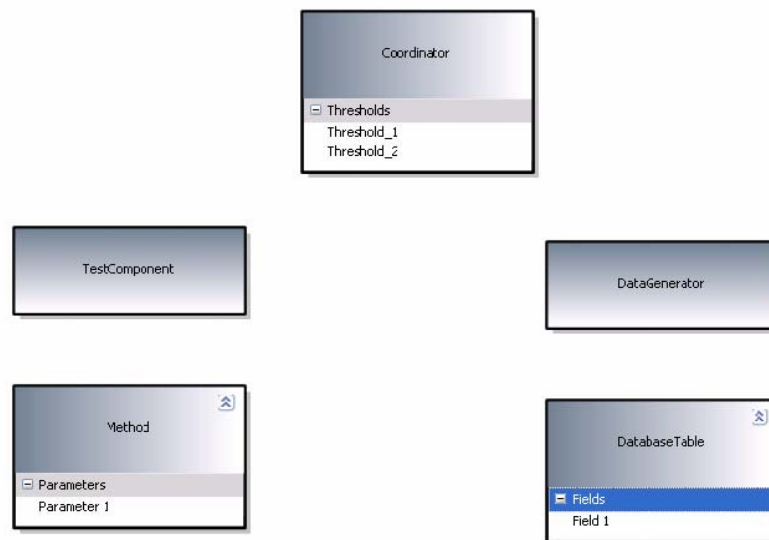 Coordinator
Thresholds
Threshold_1
Threshold_2
TestComponent
DataGenerator
Method
Parameters
Parameter 1
DatabaseTable
Fields
Field 1